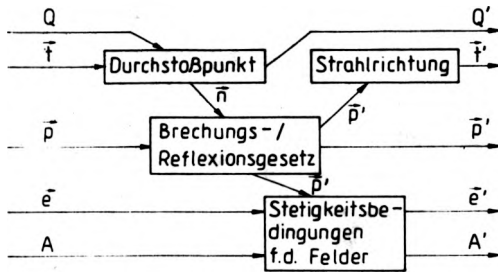 Q Q'
t⃗ Durchstoßpunkt Strahlrichtung t⃗'
n⃗ p⃗'
p⃗ Brechungs-/ p⃗'
Reflexionsgesetz
p⃗'
e⃗ Stetigkeitsbe- e⃗'
dingungen
A f.d. Felder A'